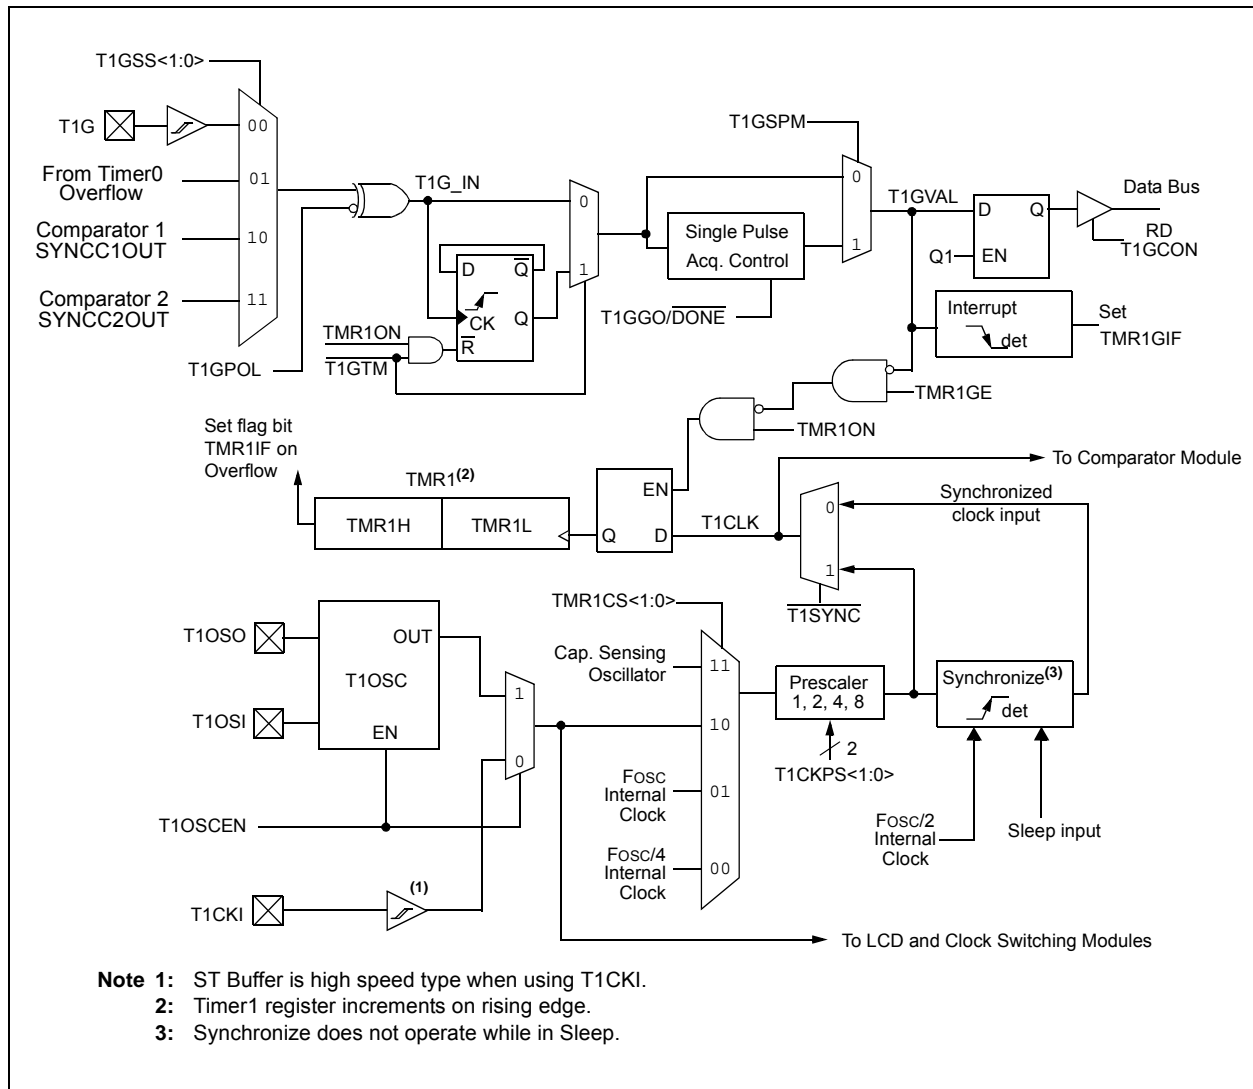 T1GSS<1:0>
T1G
00
From Timer0
Overflow
01
Comparator 1
SYNCC1OUT
10
Comparator 2
SYNCC2OUT
11
T1GPOL
T1G_IN
0
1
D
Q
CK
Q
R
TMR1ON
T1GTM
T1GSPM
0
1
Single Pulse
Acq. Control
T1GGO/DONE
T1GVAL
D
Q
Q1
EN
Data Bus
RD
T1GCON
Interrupt
det
Set
TMR1GIF
TMR1GE
TMR1ON
Set flag bit
TMR1IF on
Overflow
TMR1(2)
TMR1H
TMR1L
EN
Q
D
T1CLK
To Comparator Module
0
1
Synchronized
clock input
T1SYNC
T1OSO
T1OSI
OUT
T1OSC
EN
1
0
T1OSCEN
T1CKI
(1)
TMR1CS<1:0>
Cap. Sensing
Oscillator
11
10
FOSC
Internal
Clock
01
FOSC/4
Internal
Clock
00
Prescaler
1, 2, 4, 8
2
T1CKPS<1:0>
Synchronize(3)
det
FOSC/2
Internal
Clock
Sleep input
To LCD and Clock Switching Modules
Note 1: ST Buffer is high speed type when using T1CKI.
2: Timer1 register increments on rising edge.
3: Synchronize does not operate while in Sleep.